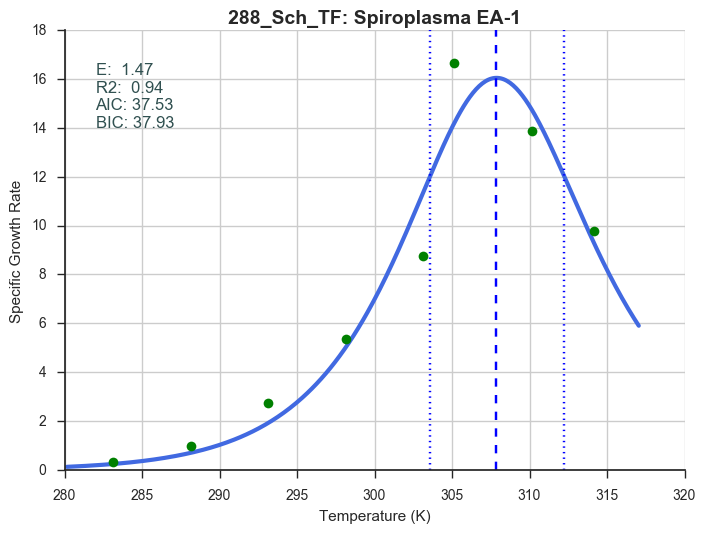 288_Sch_TF: Spiroplasma EA-1
E:  1.47
R2:  0.94
AIC: 37.53
BIC: 37.93
Specific Growth Rate
18
16
14
12
10
8
6
4
2
0
280 285 290 295 300 305 310 315 320
Temperature (K)